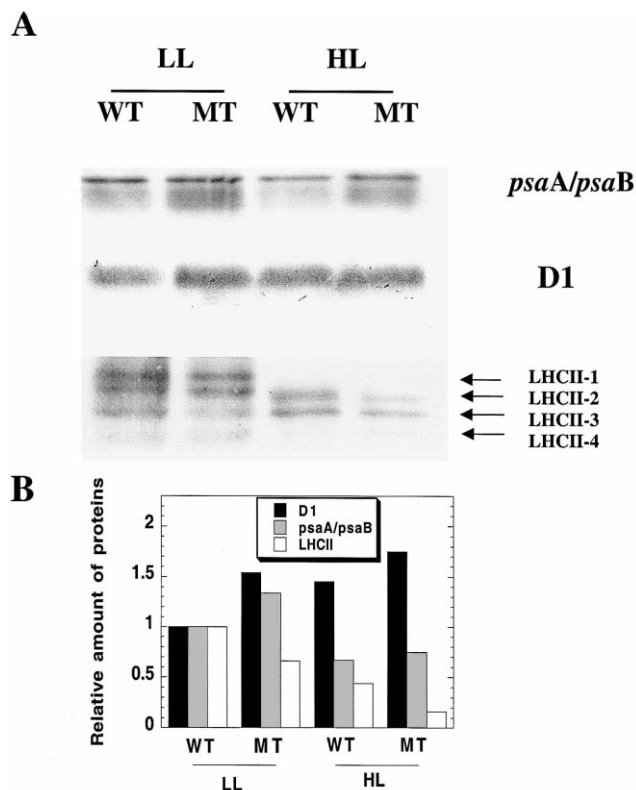 A
LL HL
WT MT WT MT
psaA/psaB
D1
LHCII-1
LHCII-2
LHCII-3
LHCII-4
B
D1
psaA/psaB
LHCII
Relative amount of proteins
2
1.5
1
0.5
0
WT MT WT MT
LL HL